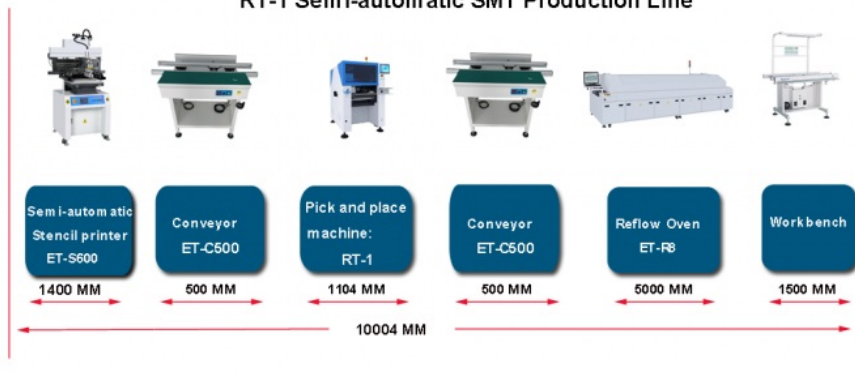 RT-1 Semi-automatic SMT Production Line
Semi-automatic
Stencil printer
ET-S600
Conveyor
ET-C500
Pick and place
machine:
RT-1
Conveyor
ET-C500
Reflow Oven
ET-R8
Workbench
1400 MM
500 MM
1104 MM
500 MM
5000 MM
1500 MM
10004 MM